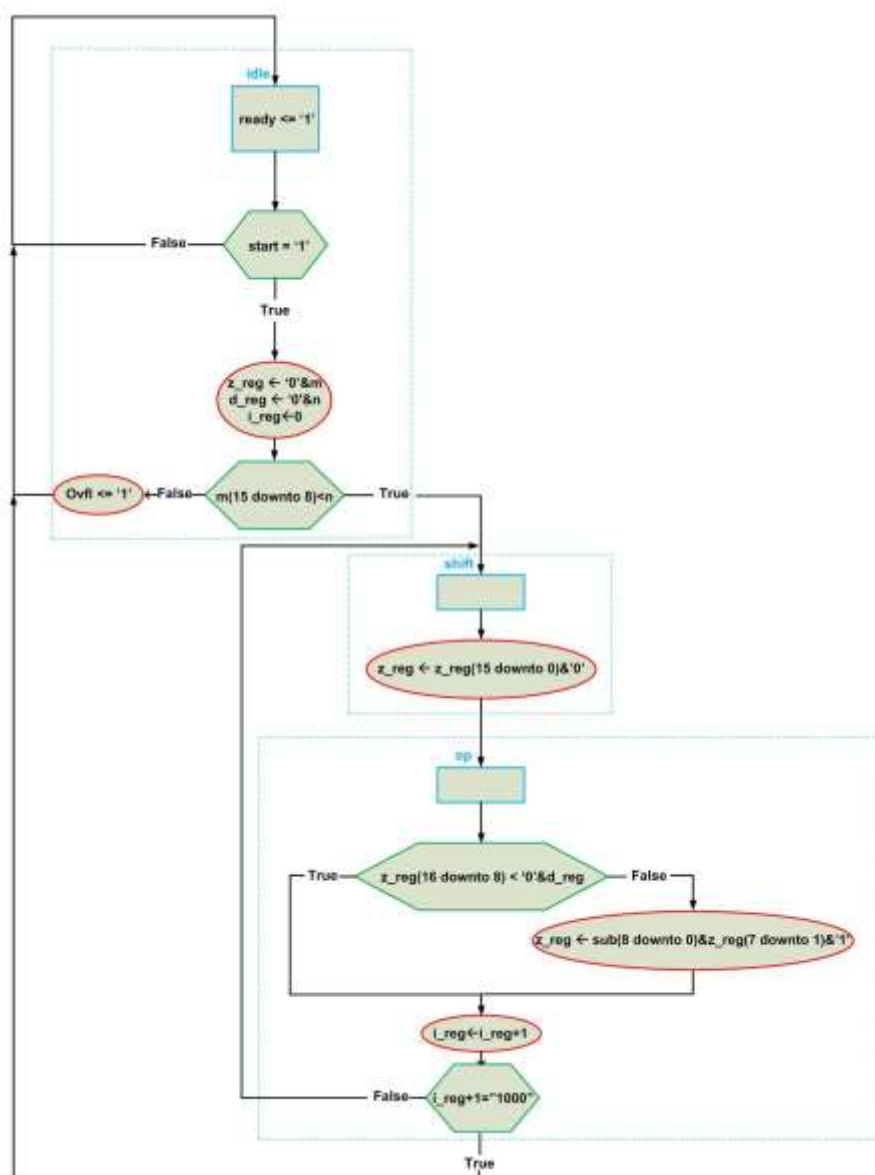 idle
ready <= '1'
start = '1'
False
True
z_reg ← '0'&m
d_reg ← '0'&n
i_reg←0
m(15 downto 8)<n
False
Ovfl <= '1'
True
shift
z_reg ← z_reg(15 downto 0)&'0'
op
z_reg(16 downto 8) < '0'&d_reg
True
False
z_reg ← sub(8 downto 0)&z_reg(7 downto 1)&'1'
i_reg←i_reg+1
i_reg+1="1000"
False
True